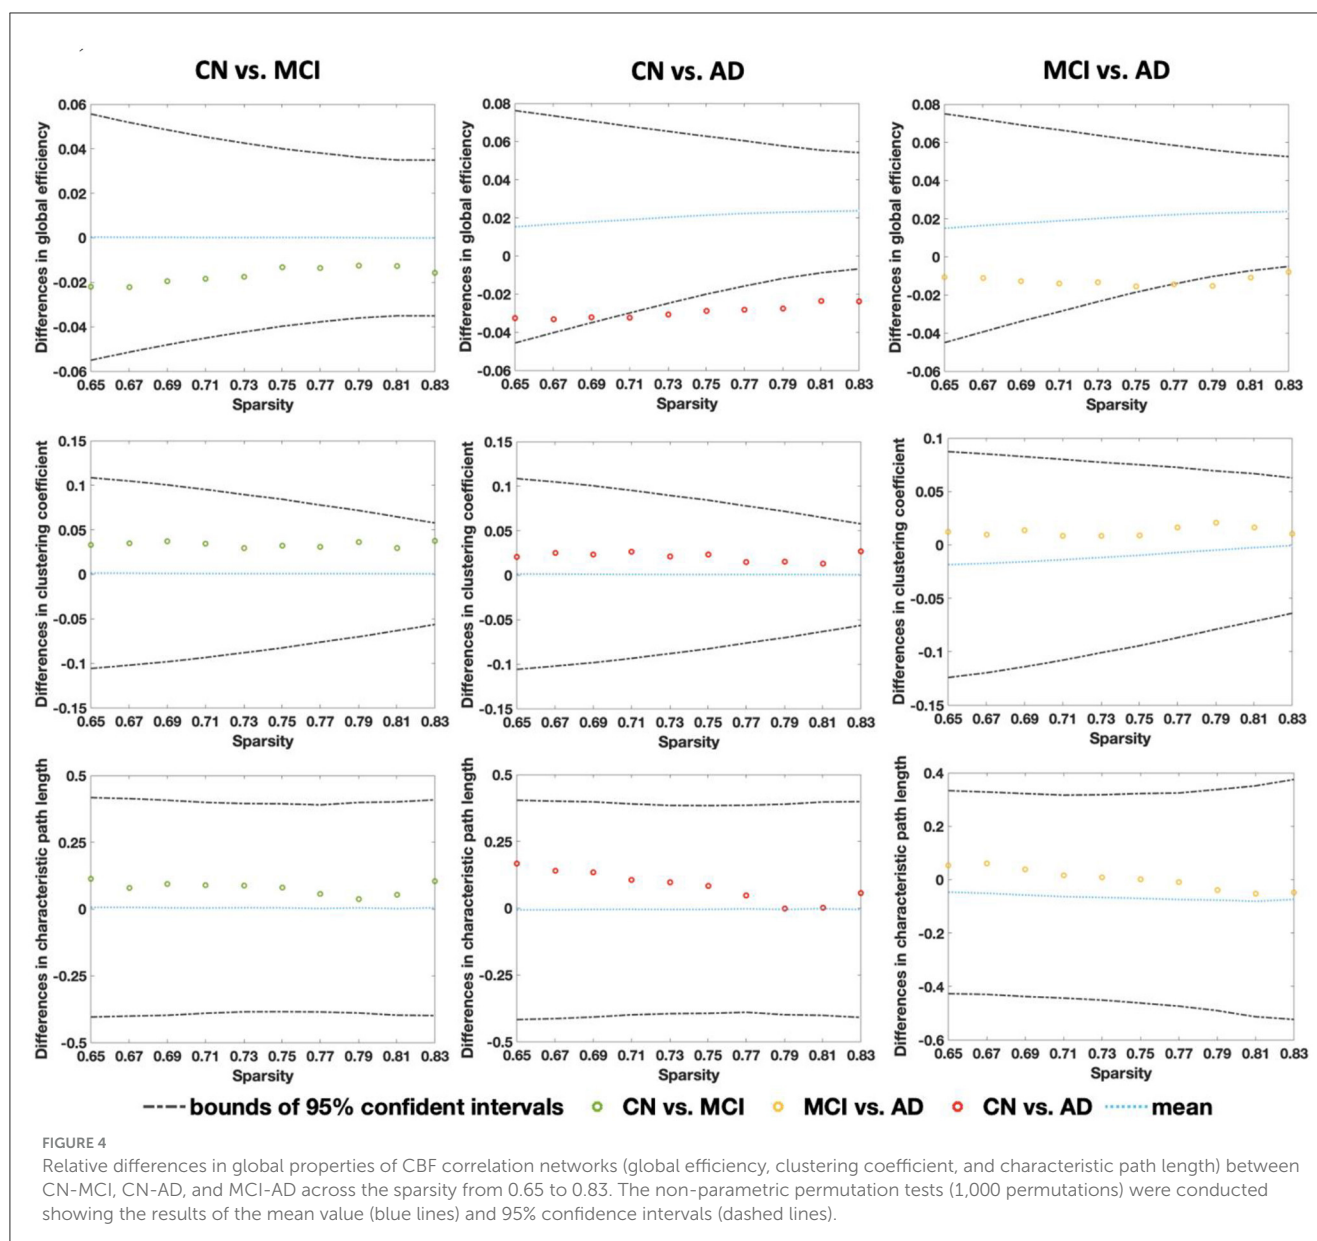 CN vs. MCI
CN vs. AD
MCI vs. AD
Differences in global efficiency
0.06
0.04
0.02
0
-0.02
-0.04
-0.06
0.65 0.67 0.69 0.71 0.73 0.75 0.77 0.79 0.81 0.83
Sparsity
Differences in global efficiency
0.08
0.06
0.04
0.02
0
-0.02
-0.04
-0.06
0.65 0.67 0.69 0.71 0.73 0.75 0.77 0.79 0.81 0.83
Sparsity
Differences in global efficiency
0.08
0.06
0.04
0.02
0
-0.02
-0.04
-0.06
0.65 0.67 0.69 0.71 0.73 0.75 0.77 0.79 0.81 0.83
Sparsity
Differences in clustering coefficient
0.15
0.1
0.05
0
-0.05
-0.1
-0.15
0.65 0.67 0.69 0.71 0.73 0.75 0.77 0.79 0.81 0.83
Sparsity
Differences in clustering coefficient
0.15
0.1
0.05
0
-0.05
-0.1
-0.15
0.65 0.67 0.69 0.71 0.73 0.75 0.77 0.79 0.81 0.83
Sparsity
Differences in clustering coefficient
0.1
0.05
0
-0.05
-0.1
-0.15
0.65 0.67 0.69 0.71 0.73 0.75 0.77 0.79 0.81 0.83
Sparsity
Differences in characteristic path length
0.5
0.25
0
-0.25
-0.5
0.65 0.67 0.69 0.71 0.73 0.75 0.77 0.79 0.81 0.83
Sparsity
Differences in characteristic path length
0.5
0.25
0
-0.25
-0.5
0.65 0.67 0.69 0.71 0.73 0.75 0.77 0.79 0.81 0.83
Sparsity
Differences in characteristic path length
0.4
0.2
0
-0.2
-0.4
-0.6
0.65 0.67 0.69 0.71 0.73 0.75 0.77 0.79 0.81 0.83
Sparsity
bounds of 95% confident intervals CN vs. MCI MCI vs. AD CN vs. AD mean
FIGURE 4
Relative differences in global properties of CBF correlation networks (global efficiency, clustering coefficient, and characteristic path length) between
CN-MCI, CN-AD, and MCI-AD across the sparsity from 0.65 to 0.83. The non-parametric permutation tests (1,000 permutations) were conducted
showing the results of the mean value (blue lines) and 95% confidence intervals (dashed lines).